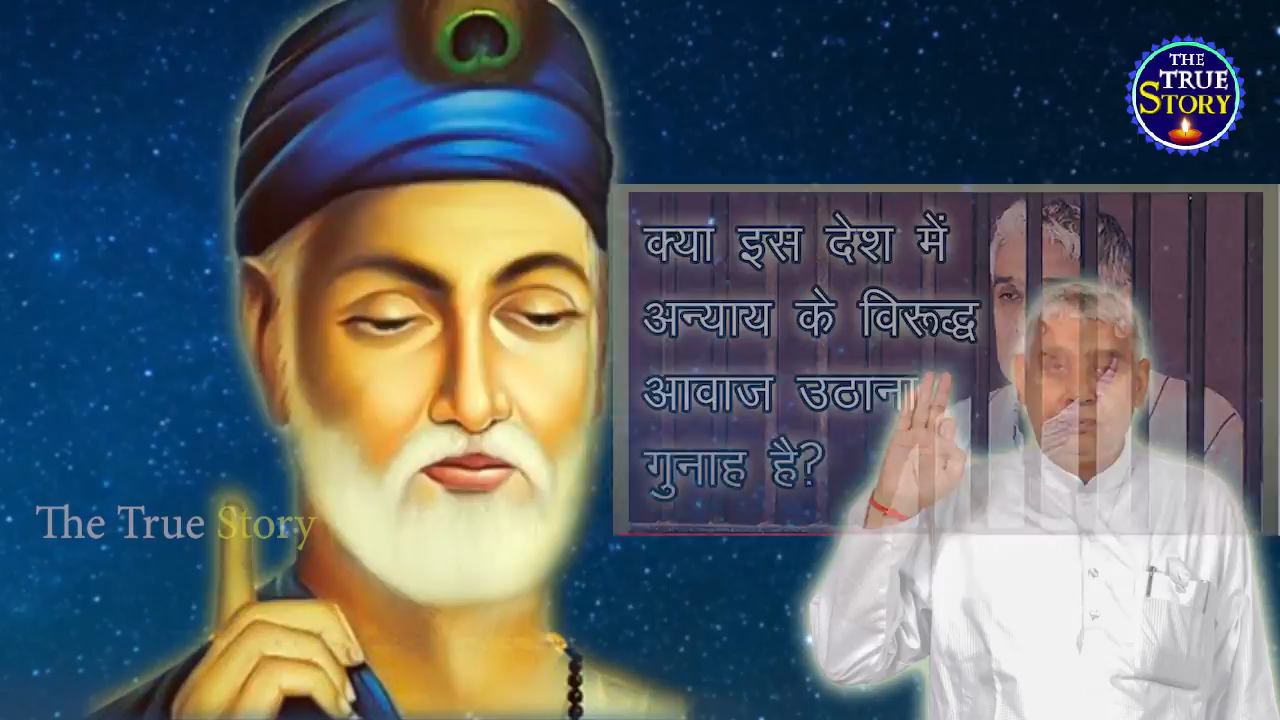 THE
TRUE
STORY
क्या इस देश में
अन्याय के विरूद्ध
आवाज उठाना
गुनाह है?
The True Story